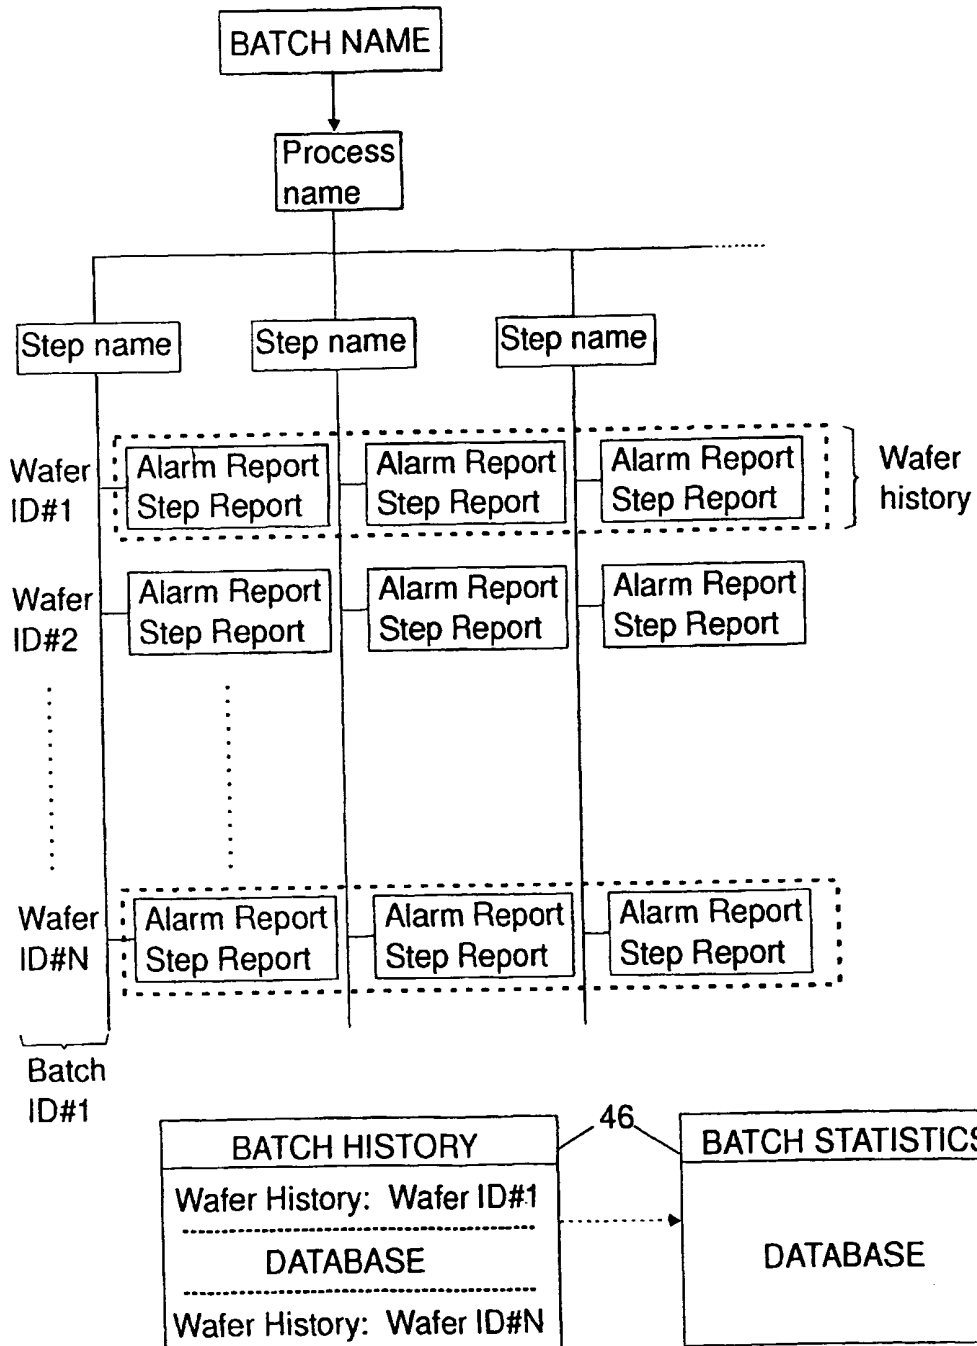 BATCH NAME
Process
name
Step name
Step name
Step name
Wafer
ID#1
Alarm Report
Step Report
Alarm Report
Step Report
Alarm Report
Step Report
Wafer
history
Wafer
ID#2
Alarm Report
Step Report
Alarm Report
Step Report
Alarm Report
Step Report
Wafer
ID#N
Alarm Report
Step Report
Alarm Report
Step Report
Alarm Report
Step Report
Batch
ID#1
46
BATCH HISTORY
Wafer History: Wafer ID#1
DATABASE
Wafer History: Wafer ID#N
BATCH STATISTICS
DATABASE